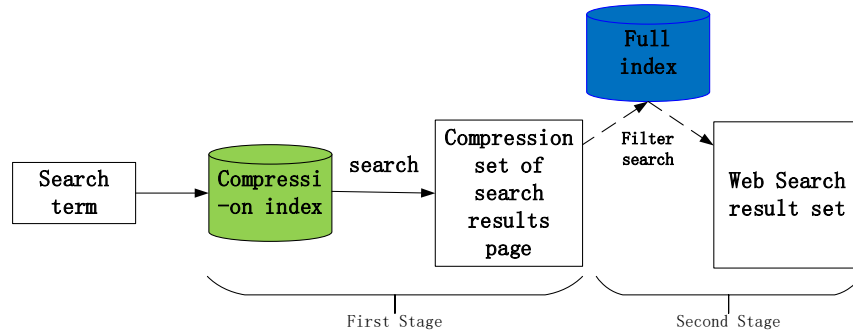 Search
term
Compressi
-on index
search
Compression
set of
search
results
page
Full
index
Filter
search
Web Search
result set
First Stage
Second Stage